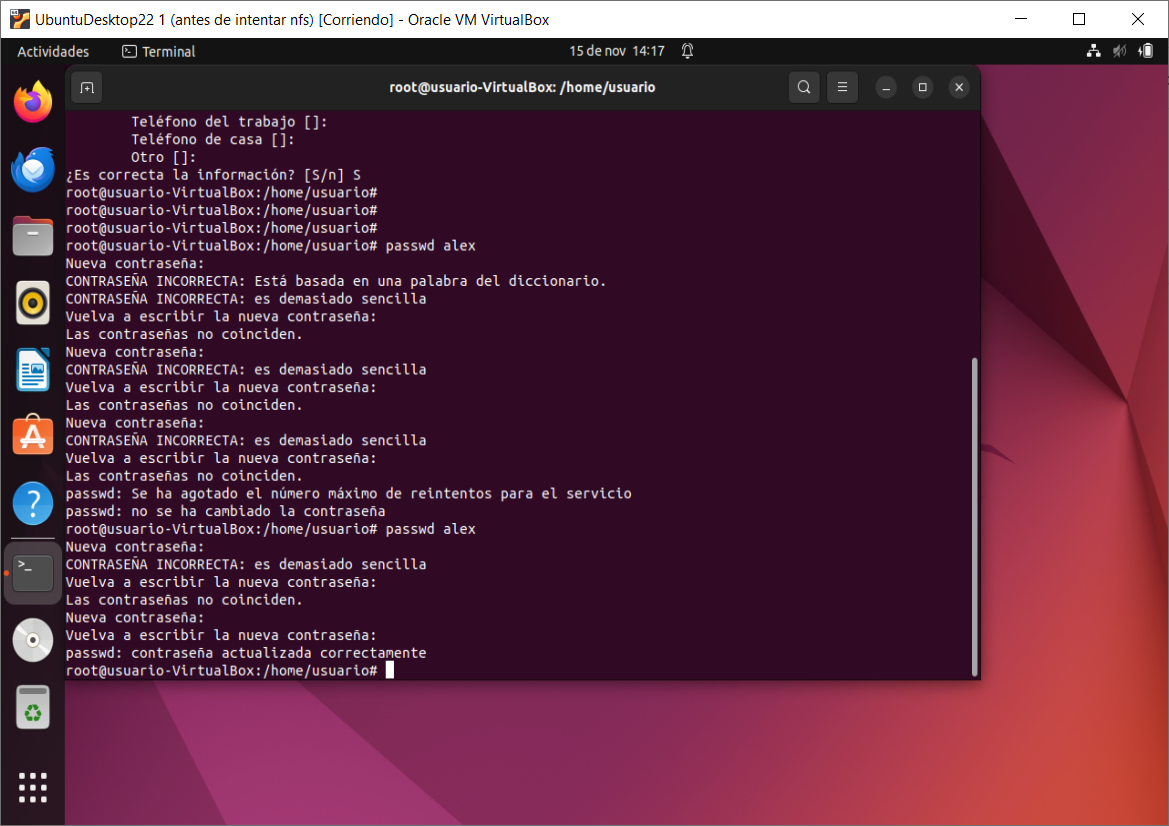 UbuntuDesktop22 1 (antes de intentar nfs) [Corriendo] - Oracle VM VirtualBox
Actividades Terminal 15 de nov 14:17
root@usuario-VirtualBox: /home/usuario
Teléfono del trabajo []:
Teléfono de casa []:
Otro []:
¿Es correcta la información? [S/n] S
root@usuario-VirtualBox:/home/usuario#
root@usuario-VirtualBox:/home/usuario#
root@usuario-VirtualBox:/home/usuario#
root@usuario-VirtualBox:/home/usuario# passwd alex
Nueva contraseña:
CONTRASEÑA INCORRECTA: Está basada en una palabra del diccionario.
CONTRASEÑA INCORRECTA: es demasiado sencilla
Vuelva a escribir la nueva contraseña:
Las contraseñas no coinciden.
Nueva contraseña:
CONTRASEÑA INCORRECTA: es demasiado sencilla
Vuelva a escribir la nueva contraseña:
Las contraseñas no coinciden.
Nueva contraseña:
CONTRASEÑA INCORRECTA: es demasiado sencilla
Vuelva a escribir la nueva contraseña:
Las contraseñas no coinciden.
passwd: Se ha agotado el número máximo de reintentos para el servicio
passwd: no se ha cambiado la contraseña
root@usuario-VirtualBox:/home/usuario# passwd alex
Nueva contraseña:
CONTRASEÑA INCORRECTA: es demasiado sencilla
Vuelva a escribir la nueva contraseña:
Las contraseñas no coinciden.
Nueva contraseña:
Vuelva a escribir la nueva contraseña:
passwd: contraseña actualizada correctamente
root@usuario-VirtualBox:/home/usuario#